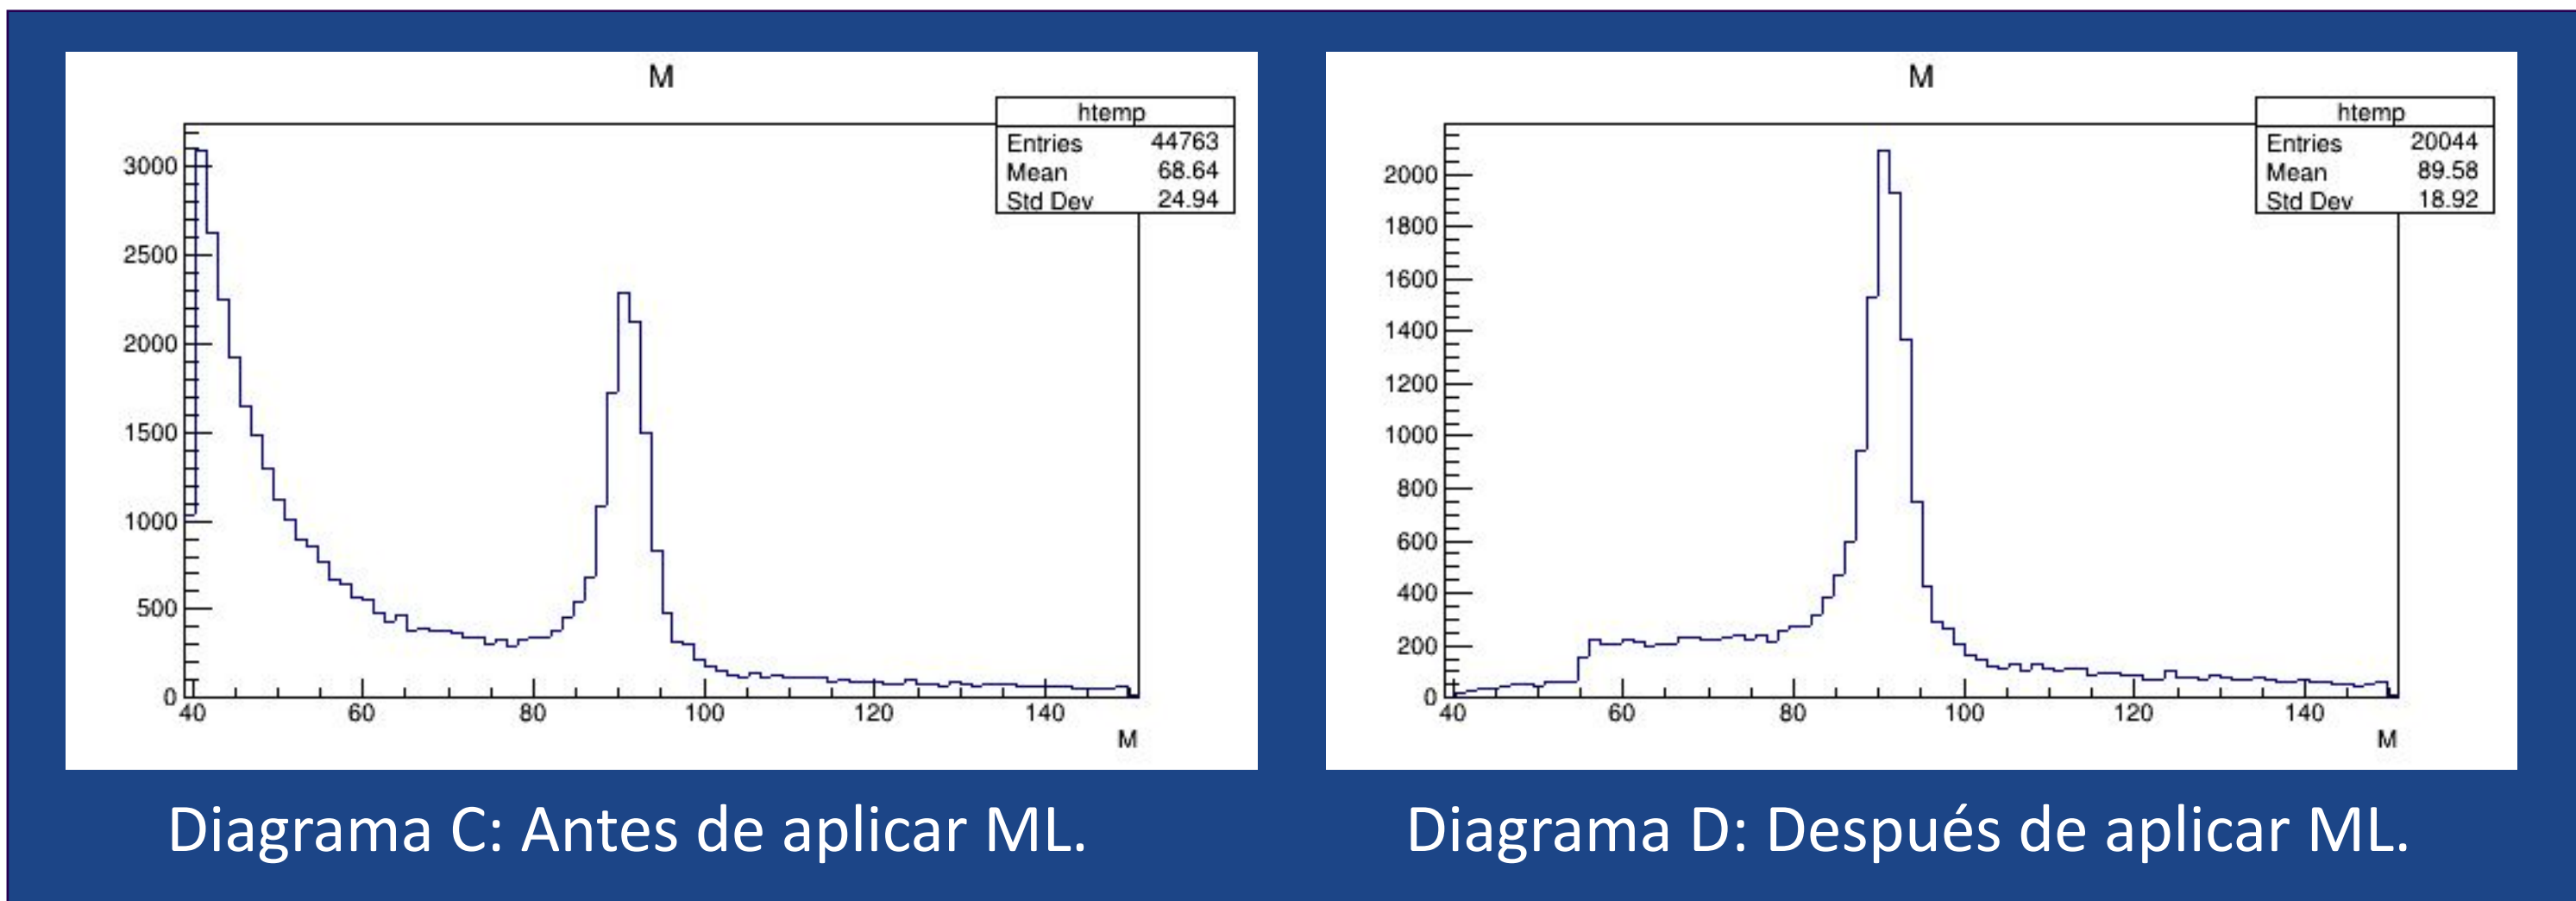 M
htemp
Entries 44763
Mean 68.64
Std Dev 24.94
3000
2500
2000
1500
1000
500
0
40 60 80 100 120 140
M
Diagrama C: Antes de aplicar ML.
M
htemp
Entries 20044
Mean 89.58
Std Dev 18.92
2000
1800
1600
1400
1200
1000
800
600
400
200
0
40 60 80 100 120 140
M
Diagrama D: Después de aplicar ML.